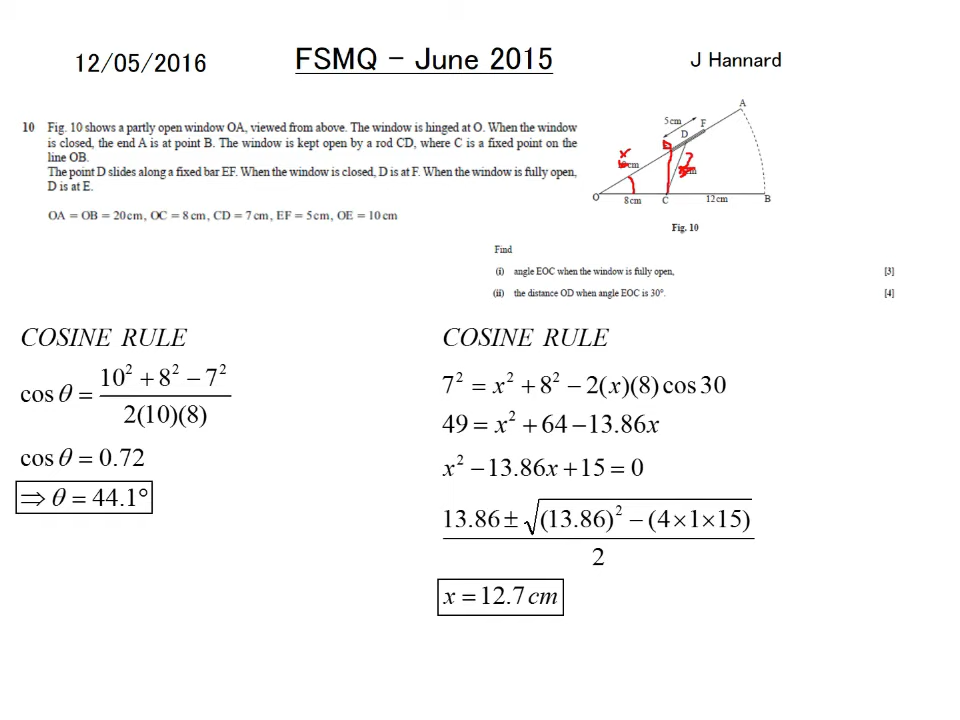 12/05/2016
FSMQ – June 2015
J Hannard
10 Fig. 10 shows a partly open window OA, viewed from above. The window is hinged at O. When the window
is closed, the end A is at point B. The window is kept open by a rod CD, where C is a fixed point on the
line OB.
The point D slides along a fixed bar EF. When the window is closed, D is at F. When the window is fully open,
D is at E.
OA = OB = 20 cm, OC = 8 cm, CD = 7 cm, EF = 5 cm, OE = 10 cm
A
5 cm
F
D
x
cm
7
O
8 cm
C
12 cm
B
Fig. 10
Find
(i) angle EOC when the window is fully open, [3]
(ii) the distance OD when angle EOC is 30°. [4]
COSINE RULE
cos θ = (10² + 8² − 7²) / 2(10)(8)
cos θ = 0.72
⇒ θ = 44.1°
COSINE RULE
7² = x² + 8² − 2(x)(8) cos 30
49 = x² + 64 − 13.86x
x² − 13.86x + 15 = 0
(13.86 ± √((13.86)² − (4×1×15))) / 2
x = 12.7 cm